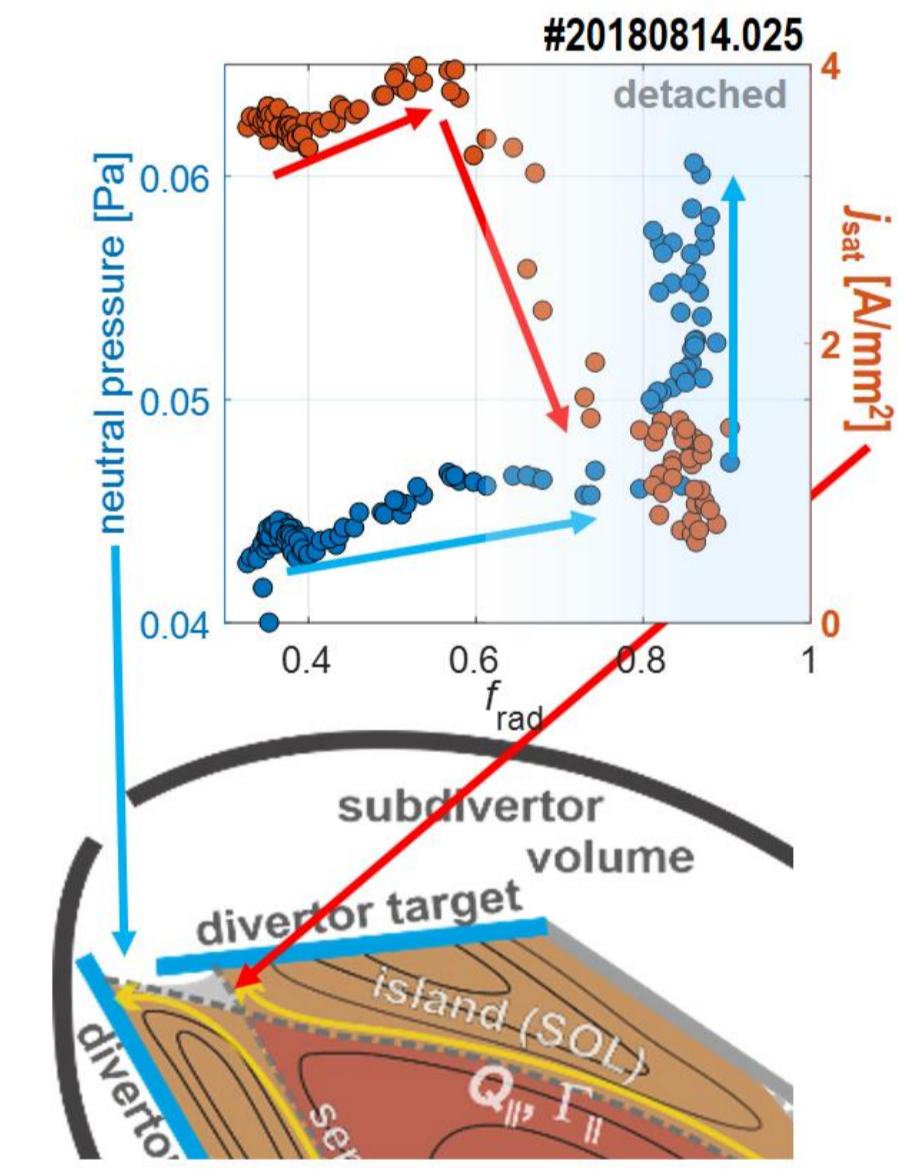 #20180814.025
detached
neutral pressure [Pa]
0.06
0.05
0.04
4
2
0
jsat [A/mm²]
0.4
0.6
0.8
1
frad
subdivertor
volume
divertor target
island (SOL)
Q||, Γ||